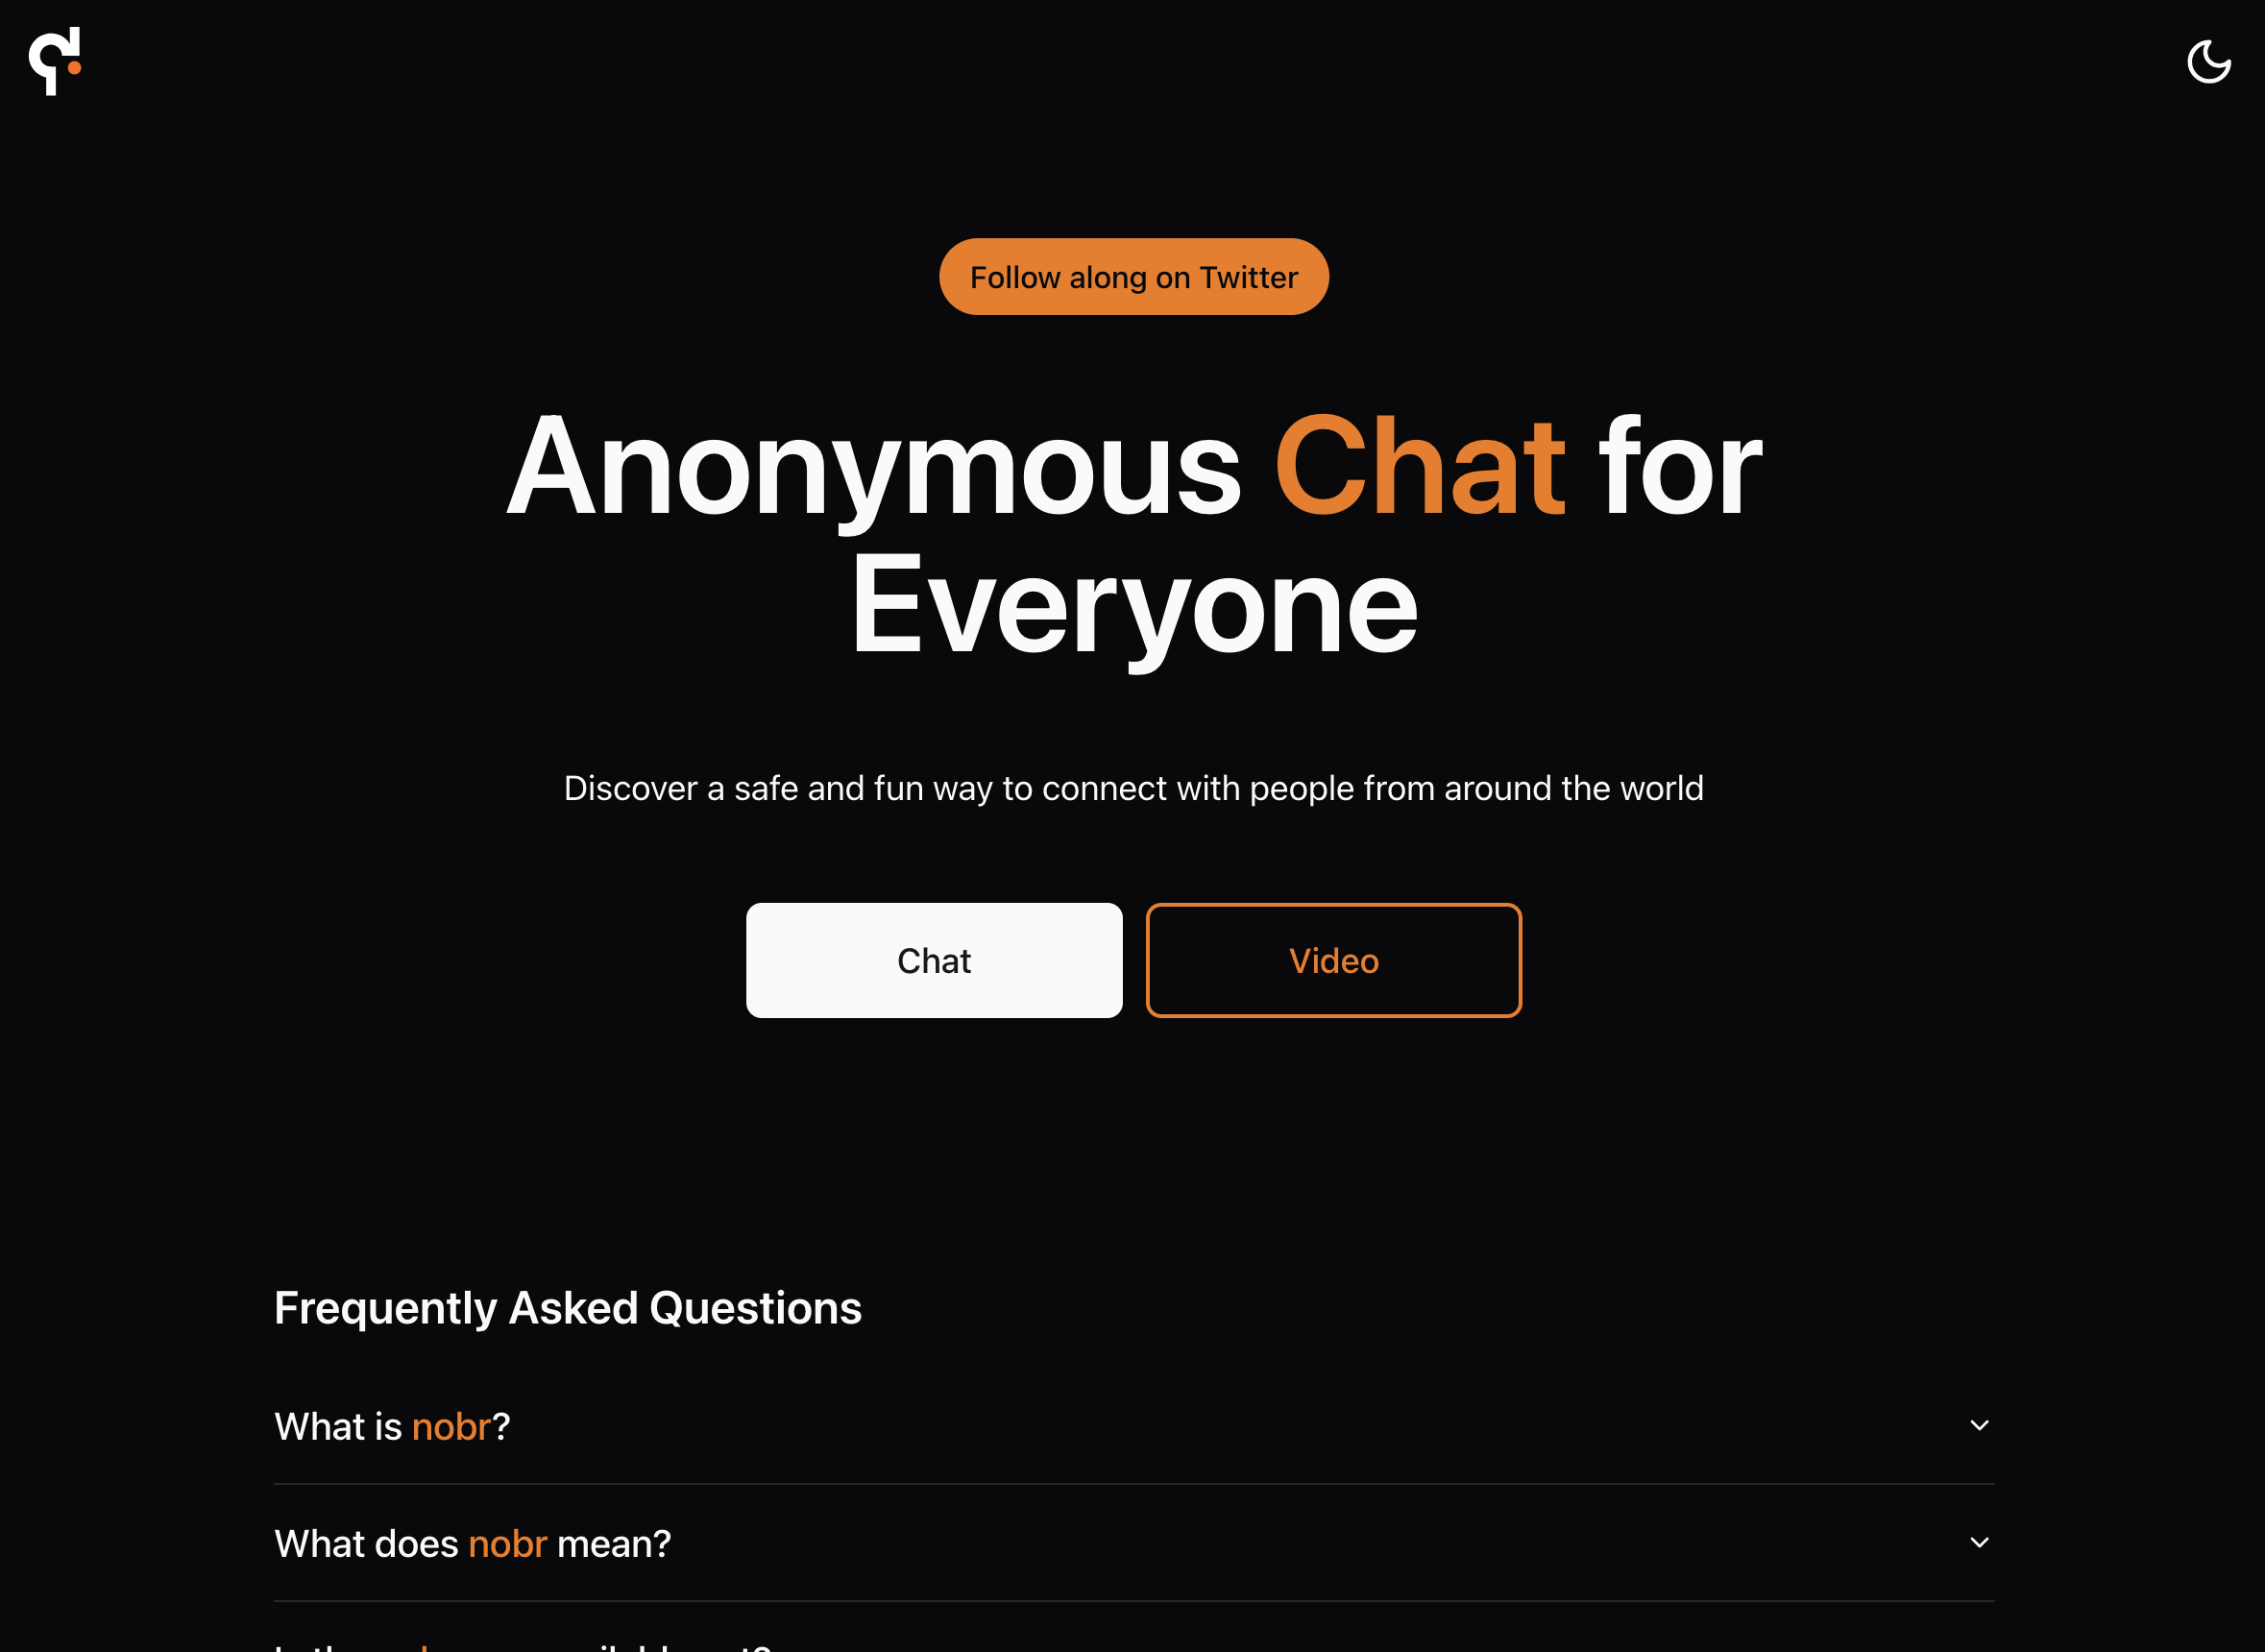 Follow along on Twitter
Anonymous Chat for
Everyone
Discover a safe and fun way to connect with people from around the world
Chat
Video
Frequently Asked Questions
What is nobr?
What does nobr mean?